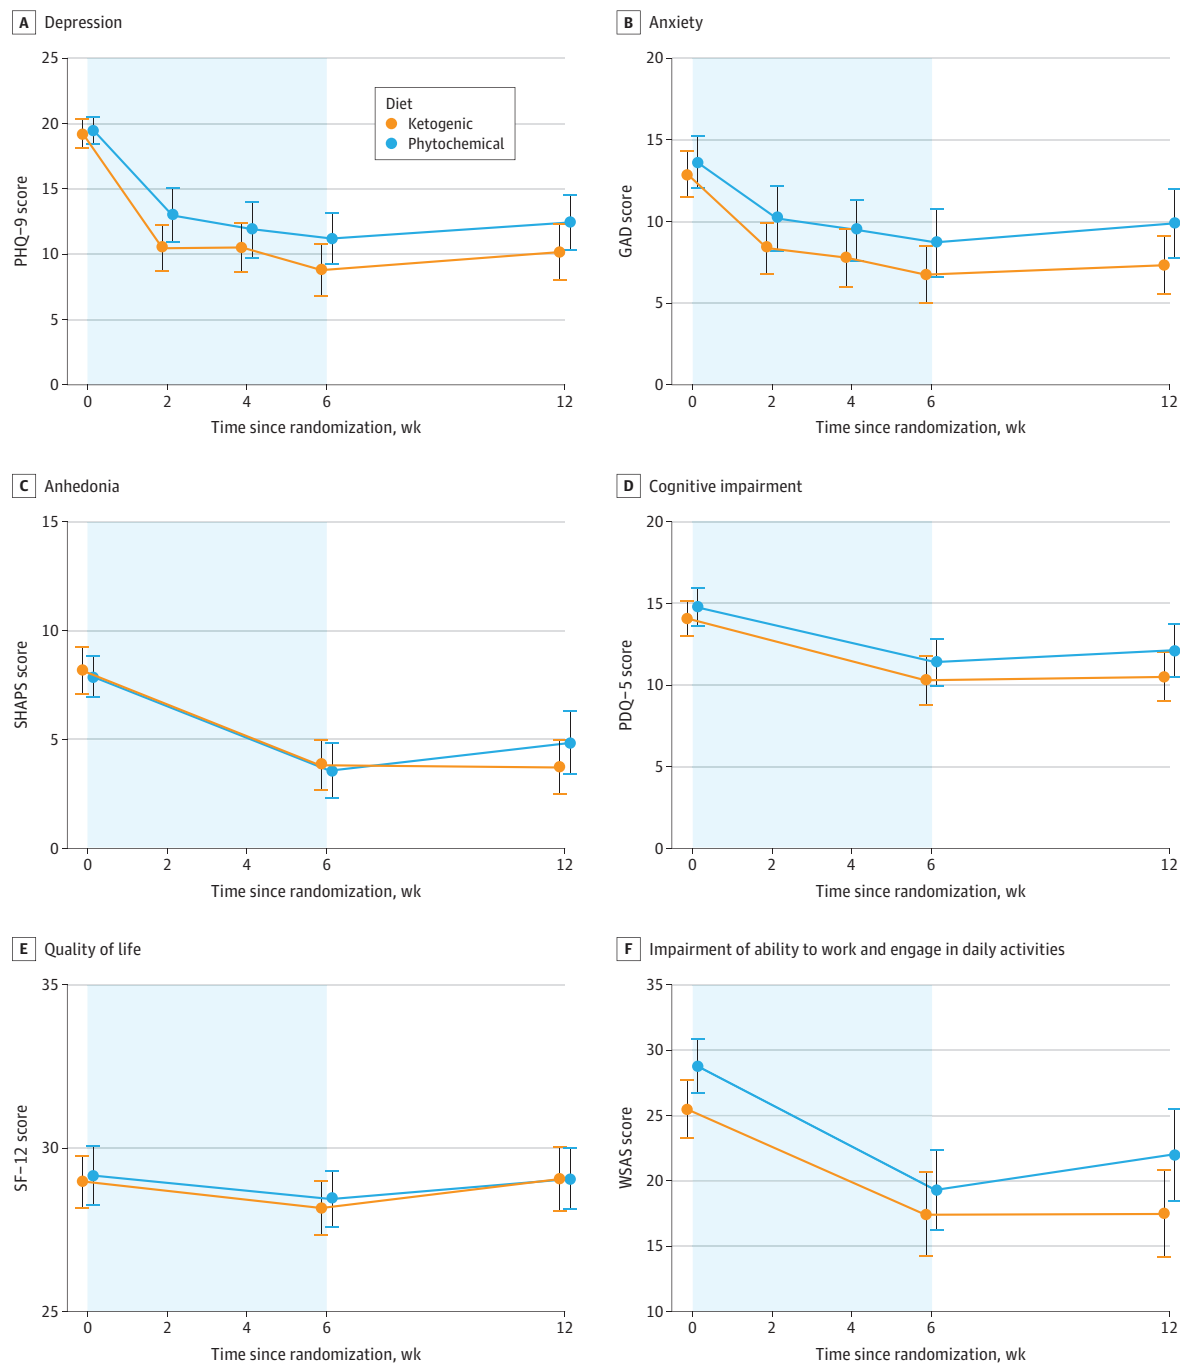 A Depression
25
20
15
10
5
0
PHQ−9 score
Diet
Ketogenic
Phytochemical
0 2 4 6 12
Time since randomization, wk
B Anxiety
20
15
10
5
0
GAD score
0 2 4 6 12
Time since randomization, wk
C Anhedonia
15
10
5
0
SHAPS score
0 2 4 6 12
Time since randomization, wk
D Cognitive impairment
20
15
10
5
0
PDQ−5 score
0 2 4 6 12
Time since randomization, wk
E Quality of life
35
30
25
SF−12 score
0 2 4 6 12
Time since randomization, wk
F Impairment of ability to work and engage in daily activities
35
30
25
20
15
10
WSAS score
0 2 4 6 12
Time since randomization, wk